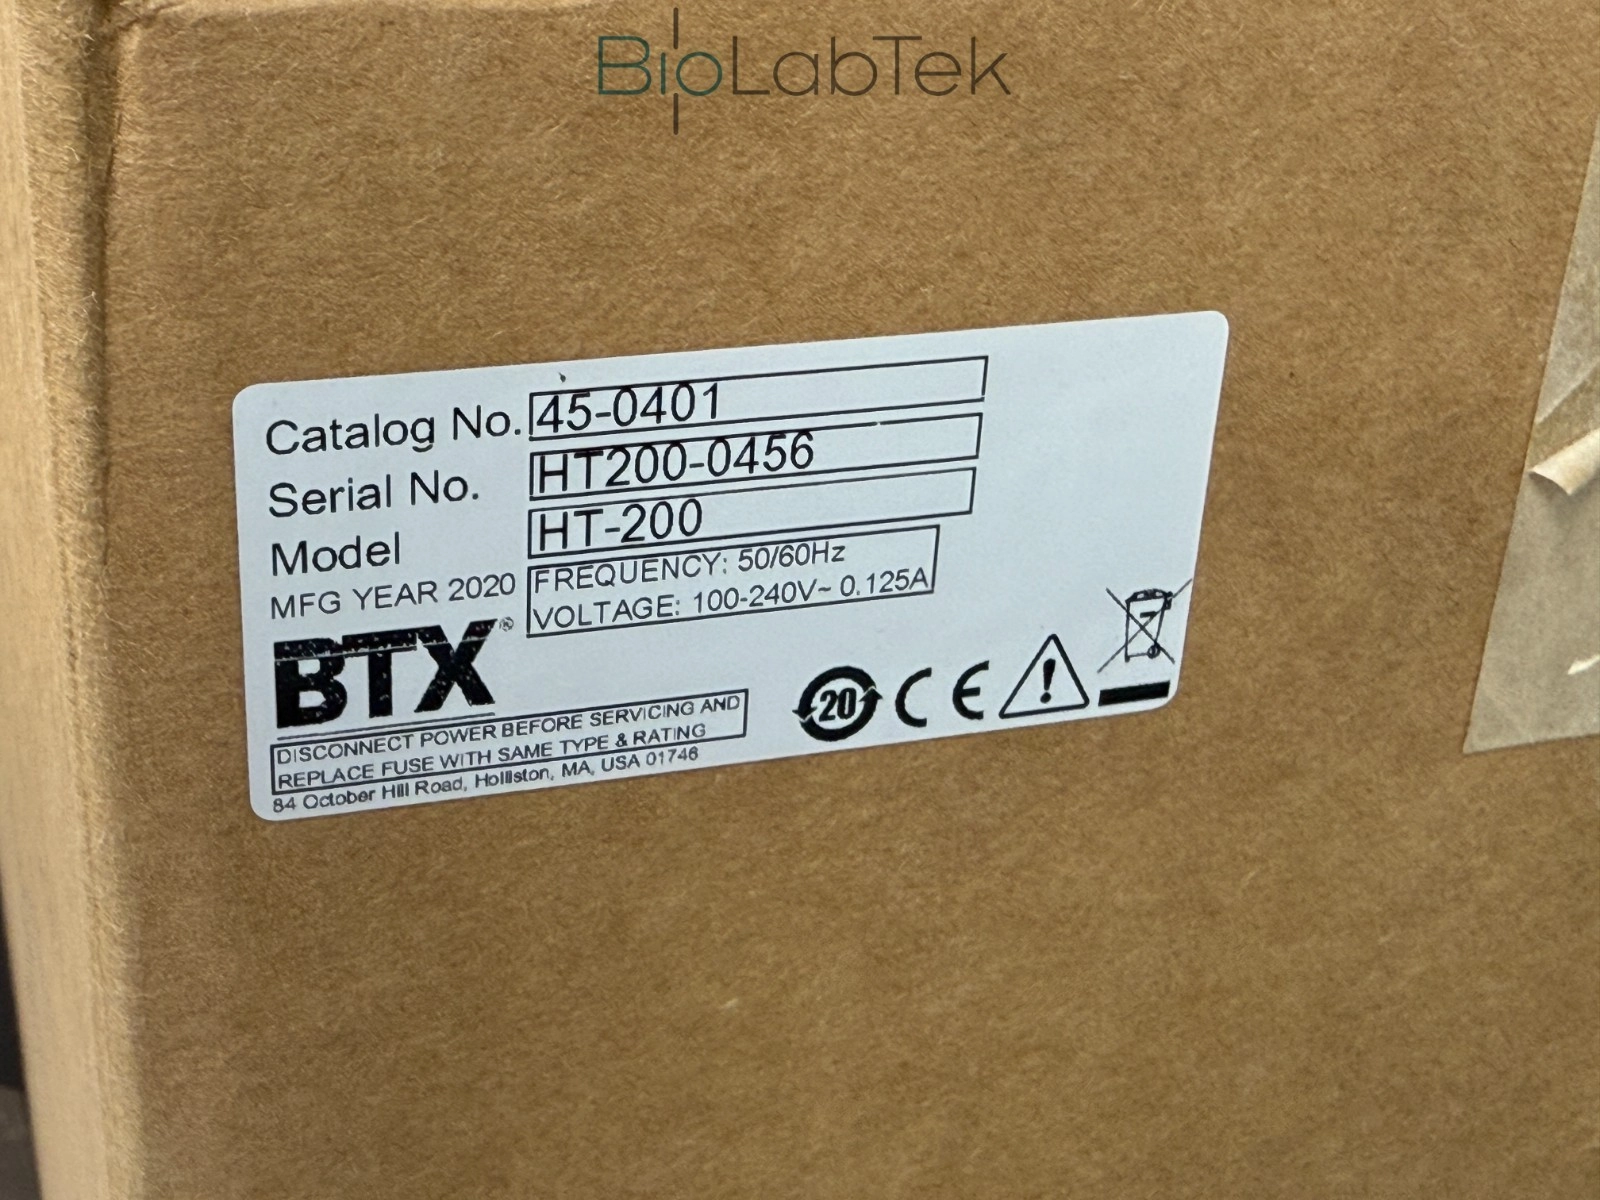 BioLabTek
Catalog No. 45-0401
Serial No. HT200-0456
Model HT-200
MFG YEAR 2020 FREQUENCY: 50/60Hz
VOLTAGE: 100-240V~ 0.125A
BTX®
DISCONNECT POWER BEFORE SERVICING AND
REPLACE FUSE WITH SAME TYPE & RATING
84 October Hill Road, Holliston, MA, USA 01746
20 CE